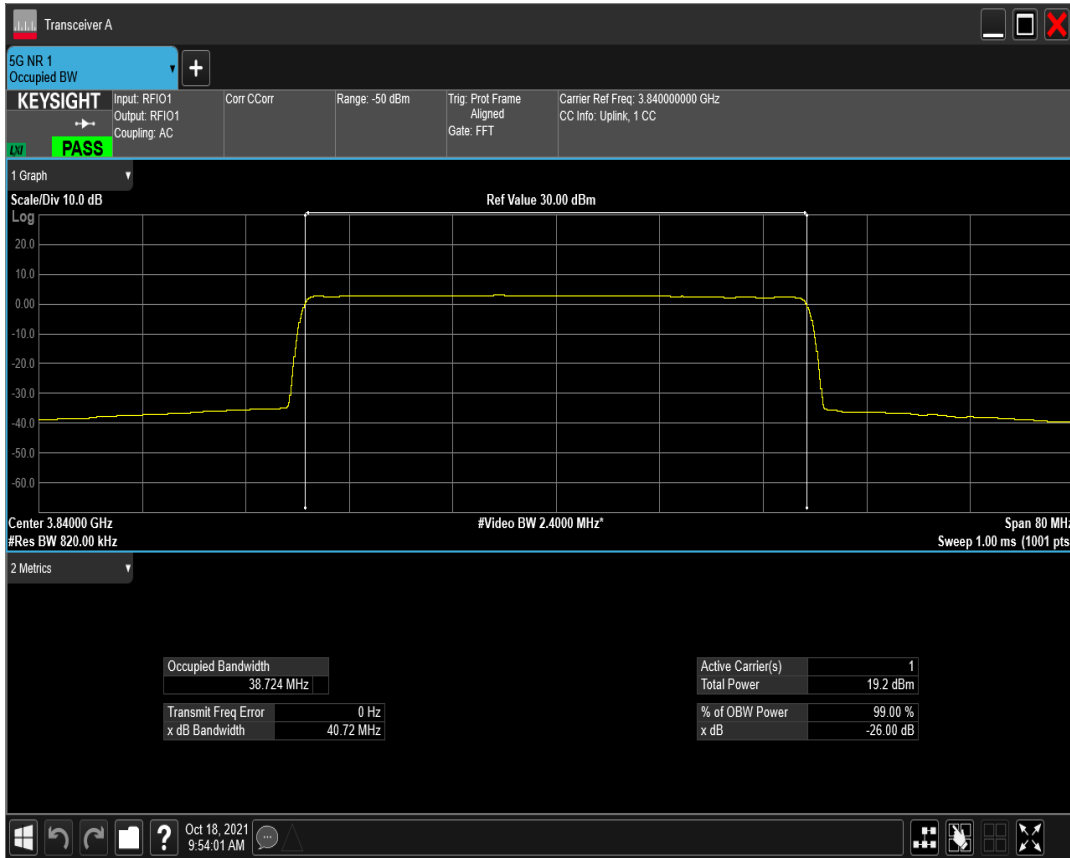 Transceiver A
5G NR 1
Occupied BW
KEYSIGHT
LXI
PASS
Input: RFIO1
Output: RFIO1
Coupling: AC
Corr CCorr
Range: -50 dBm
Trig: Prot Frame
Aligned
Gate: FFT
Carrier Ref Freq: 3.840000000 GHz
CC Info: Uplink, 1 CC
1 Graph
Scale/Div 10.0 dB
Ref Value 30.00 dBm
Log
20.0
10.0
0.00
-10.0
-20.0
-30.0
-40.0
-50.0
-60.0
Center 3.84000 GHz
#Video BW 2.4000 MHz*
Span 80 MHz
#Res BW 820.00 kHz
Sweep 1.00 ms (1001 pts
2 Metrics
Occupied Bandwidth
38.724 MHz
Transmit Freq Error 0 Hz
x dB Bandwidth 40.72 MHz
Active Carrier(s) 1
Total Power 19.2 dBm
% of OBW Power 99.00 %
x dB -26.00 dB
?
Oct 18, 2021
9:54:01 AM